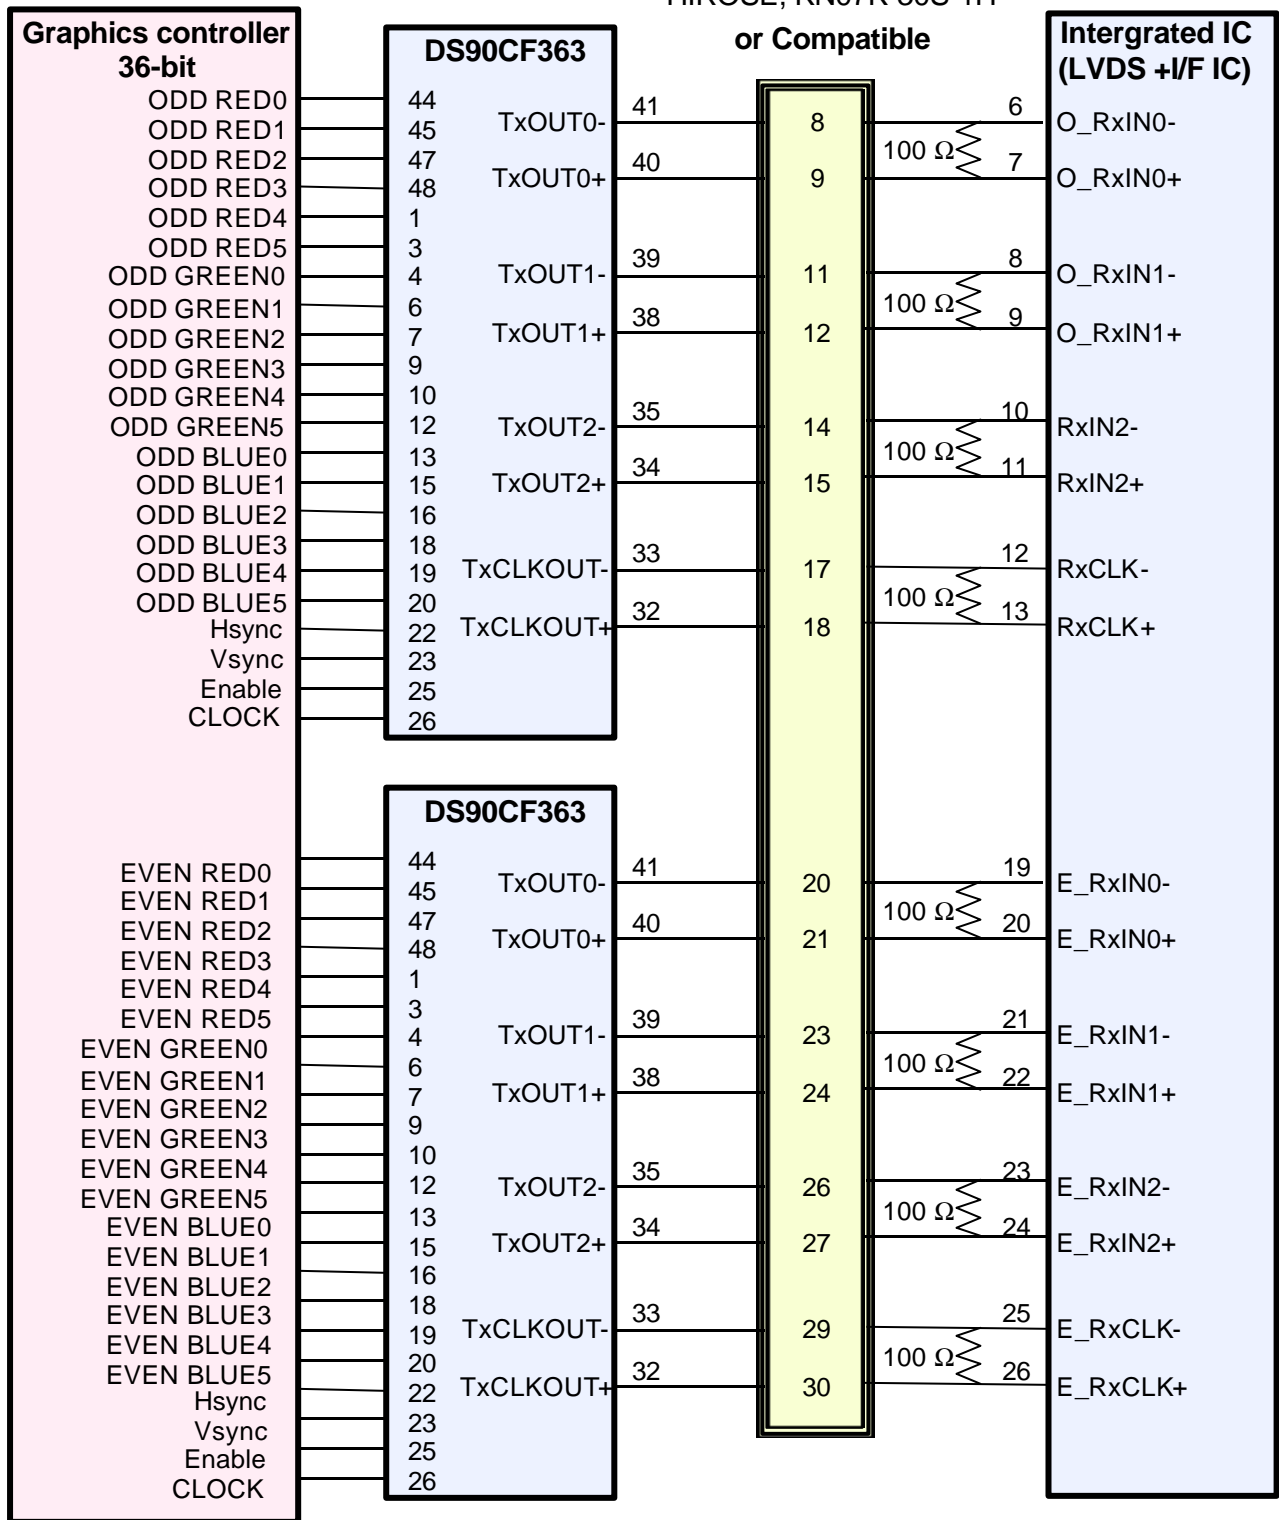 or Compatible
Graphics controller
36-bit
ODD RED0
ODD RED1
ODD RED2
ODD RED3
ODD RED4
ODD RED5
ODD GREEN0
ODD GREEN1
ODD GREEN2
ODD GREEN3
ODD GREEN4
ODD GREEN5
ODD BLUE0
ODD BLUE1
ODD BLUE2
ODD BLUE3
ODD BLUE4
ODD BLUE5
Hsync
Vsync
Enable
CLOCK
EVEN RED0
EVEN RED1
EVEN RED2
EVEN RED3
EVEN RED4
EVEN RED5
EVEN GREEN0
EVEN GREEN1
EVEN GREEN2
EVEN GREEN3
EVEN GREEN4
EVEN GREEN5
EVEN BLUE0
EVEN BLUE1
EVEN BLUE2
EVEN BLUE3
EVEN BLUE4
EVEN BLUE5
Hsync
Vsync
Enable
CLOCK
DS90CF363
44
45
47
48
1
3
4
6
7
9
10
12
13
15
16
18
19
20
22
23
25
26
TxOUT0- 41
TxOUT0+ 40
TxOUT1- 39
TxOUT1+ 38
TxOUT2- 35
TxOUT2+ 34
TxCLKOUT- 33
TxCLKOUT+ 32
DS90CF363
44
45
47
48
1
3
4
6
7
9
10
12
13
15
16
18
19
20
22
23
25
26
TxOUT0- 41
TxOUT0+ 40
TxOUT1- 39
TxOUT1+ 38
TxOUT2- 35
TxOUT2+ 34
TxCLKOUT- 33
TxCLKOUT+ 32
8
9
11
12
14
15
17
18
20
21
23
24
26
27
29
30
Intergrated IC
(LVDS +I/F IC)
6 O_RxIN0-
100 Ω
7 O_RxIN0+
8 O_RxIN1-
100 Ω
9 O_RxIN1+
10 RxIN2-
100 Ω
11 RxIN2+
12 RxCLK-
100 Ω
13 RxCLK+
19 E_RxIN0-
100 Ω
20 E_RxIN0+
21 E_RxIN1-
100 Ω
22 E_RxIN1+
23 E_RxIN2-
100 Ω
24 E_RxIN2+
25 E_RxCLK-
100 Ω
26 E_RxCLK+